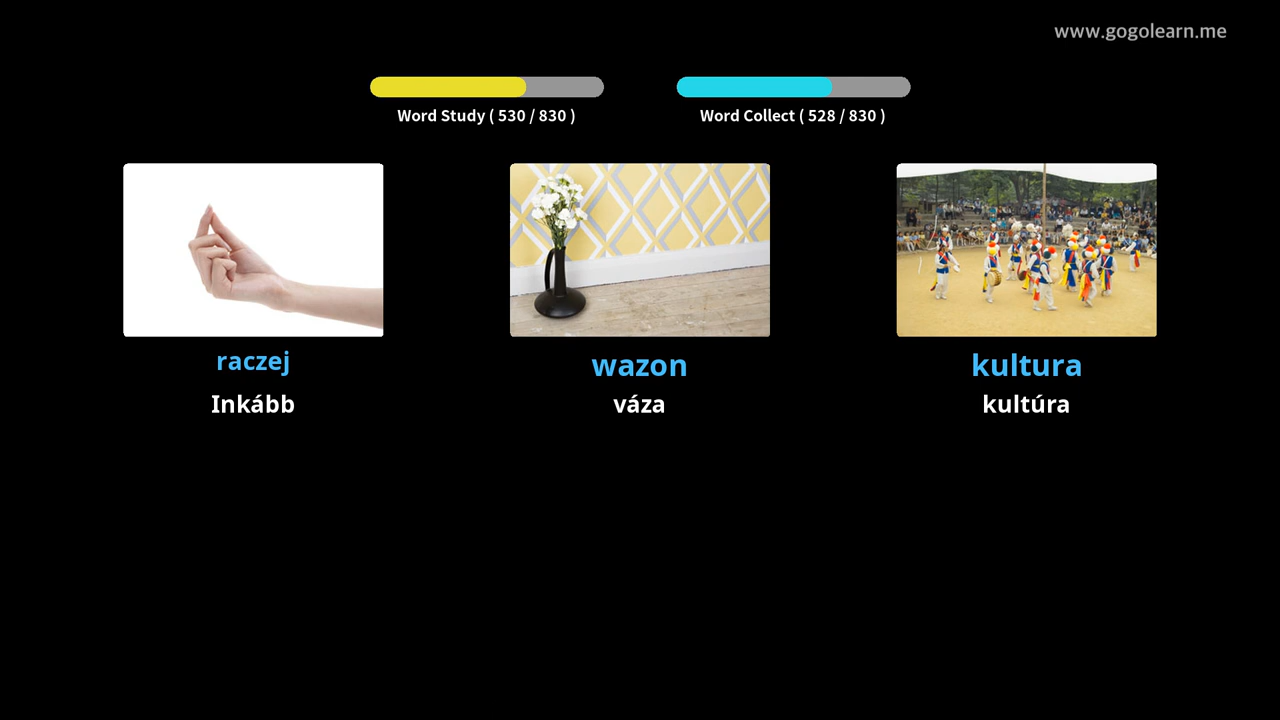 www.gogolearn.me
Word Study ( 530 / 830 )
Word Collect ( 528 / 830 )
raczej
Inkább
wazon
váza
kultura
kultúra